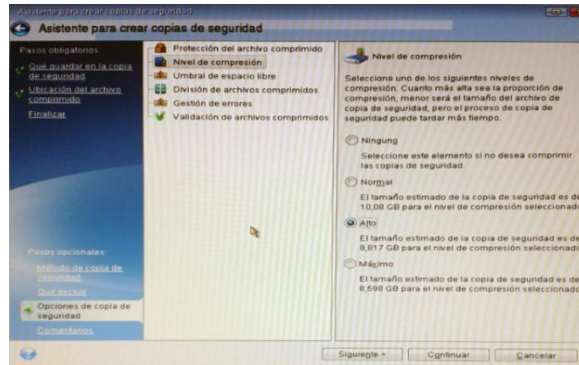 Asistente para crear copias de seguridad
Asistente para crear copias de seguridad
Pasos obligatorios:
Qué guardar en la copia
de seguridad
Ubicación del archivo
comprimido
Finalizar
Pasos opcionales:
Método de copia de
seguridad
Qué excluir
Opciones de copia de
seguridad
Comentarios
Protección del archivo comprimido
Nivel de compresión
Umbral de espacio libre
División de archivos comprimidos
Gestión de errores
Validación de archivos comprimidos
Nivel de compresión
Seleccione uno de los siguientes niveles de
compresión. Cuanto más alta sea la proporción de
compresión, menor será el tamaño del archivo de
copia de seguridad, pero el proceso de copia de
seguridad puede tardar más tiempo.
Ninguno
Seleccione este elemento si no desea comprimir
las copias de seguridad.
Normal
El tamaño estimado de la copia de seguridad es de
10,08 GB para el nivel de compresión seleccionado
Alto
El tamaño estimado de la copia de seguridad es de
8,817 GB para el nivel de compresión seleccionado
Máximo
El tamaño estimado de la copia de seguridad es de
8,598 GB para el nivel de compresión seleccionado
Siguiente >
Continuar
Cancelar